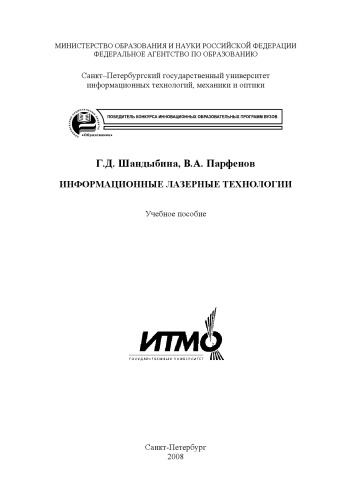 МИНИСТЕРСТВО ОБРАЗОВАНИЯ И НАУКИ РОССИЙСКОЙ ФЕДЕРАЦИИ
ФЕДЕРАЛЬНОЕ АГЕНТСТВО ПО ОБРАЗОВАНИЮ
Санкт–Петербургский государственный университет
информационных технологий, механики и оптики
ПОБЕДИТЕЛЬ КОНКУРСА ИННОВАЦИОННЫХ ОБРАЗОВАТЕЛЬНЫХ ПРОГРАММ ВУЗОВ
«Образование»
Г.Д. Шандыбина, В.А. Парфенов
ИНФОРМАЦИОННЫЕ ЛАЗЕРНЫЕ ТЕХНОЛОГИИ
Учебное пособие
ИТМО
ГОСУДАРСТВЕННЫЙ УНИВЕРСИТЕТ
Санкт-Петербург
2008